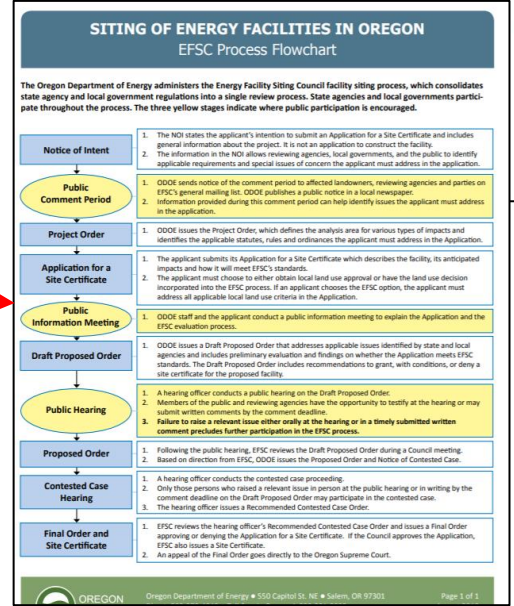 SITING OF ENERGY FACILITIES IN OREGON
EFSC Process Flowchart
The Oregon Department of Energy administers the Energy Facility Siting Council facility siting process, which consolidates
state agency and local government regulations into a single review process. State agencies and local governments partici-
pate throughout the process. The three yellow stages indicate where public participation is encouraged.
Notice of Intent
1. The NOI states the applicant's intention to submit an Application for a Site Certificate and includes
general information about the project. It is not an application to construct the facility.
2. The information in the NOI allows reviewing agencies, local governments, and the public to identify
applicable requirements and special issues of concern the applicant must address in the application.
Public
Comment Period
1. ODOE sends notice of the comment period to affected landowners, reviewing agencies and parties on
EFSC's general mailing list. ODOE publishes a public notice in a local newspaper.
2. Information provided during this comment period can help identify issues the applicant must address
in the application.
Project Order
1. ODOE issues the Project Order, which defines the analysis area for various types of impacts and
identifies the applicable statutes, rules and ordinances the applicant must address in the Application.
Application for a
Site Certificate
1. The applicant submits its Application for a Site Certificate which describes the facility, its anticipated
impacts and how it will meet EFSC's standards.
2. The applicant must choose to either obtain local land use approval or have the land use decision
incorporated into the EFSC process. If an applicant chooses the EFSC option, the applicant must
address all applicable local land use criteria in the Application.
Public
Information Meeting
1. ODOE staff and the applicant conduct a public information meeting to explain the Application and the
EFSC evaluation process.
Draft Proposed Order
1. ODOE issues a Draft Proposed Order that addresses applicable issues identified by state and local
agencies and includes preliminary evaluation and findings on whether the Application meets EFSC
standards. The Draft Proposed Order includes recommendations to grant, with conditions, or deny a
site certificate for the proposed facility.
Public Hearing
1. A hearing officer conducts a public hearing on the Draft Proposed Order.
2. Members of the public and reviewing agencies have the opportunity to testify at the hearing or may
submit written comments by the comment deadline.
3. Failure to raise a relevant issue either orally at the hearing or in a timely submitted written
comment precludes further participation in the EFSC process.
Proposed Order
1. Following the public hearing, EFSC reviews the Draft Proposed Order during a Council meeting.
2. Based on direction from EFSC, ODOE issues the Proposed Order and Notice of Contested Case.
Contested Case
Hearing
1. A hearing officer conducts the contested case proceeding.
2. Only those persons who raised a relevant issue in person at the public hearing or in writing by the
comment deadline on the Draft Proposed Order may participate in the contested case.
3. The hearing officer issues a Recommended Contested Case Order.
Final Order and
Site Certificate
1. EFSC reviews the hearing officer's Recommended Contested Case Order and issues a Final Order
approving or denying the Application for a Site Certificate. If the Council approves the Application,
EFSC also issues a Site Certificate.
2. An appeal of the Final Order goes directly to the Oregon Supreme Court.
OREGON
Oregon Department of Energy • 550 Capitol St. NE • Salem, OR 97301
Page 1 of 1